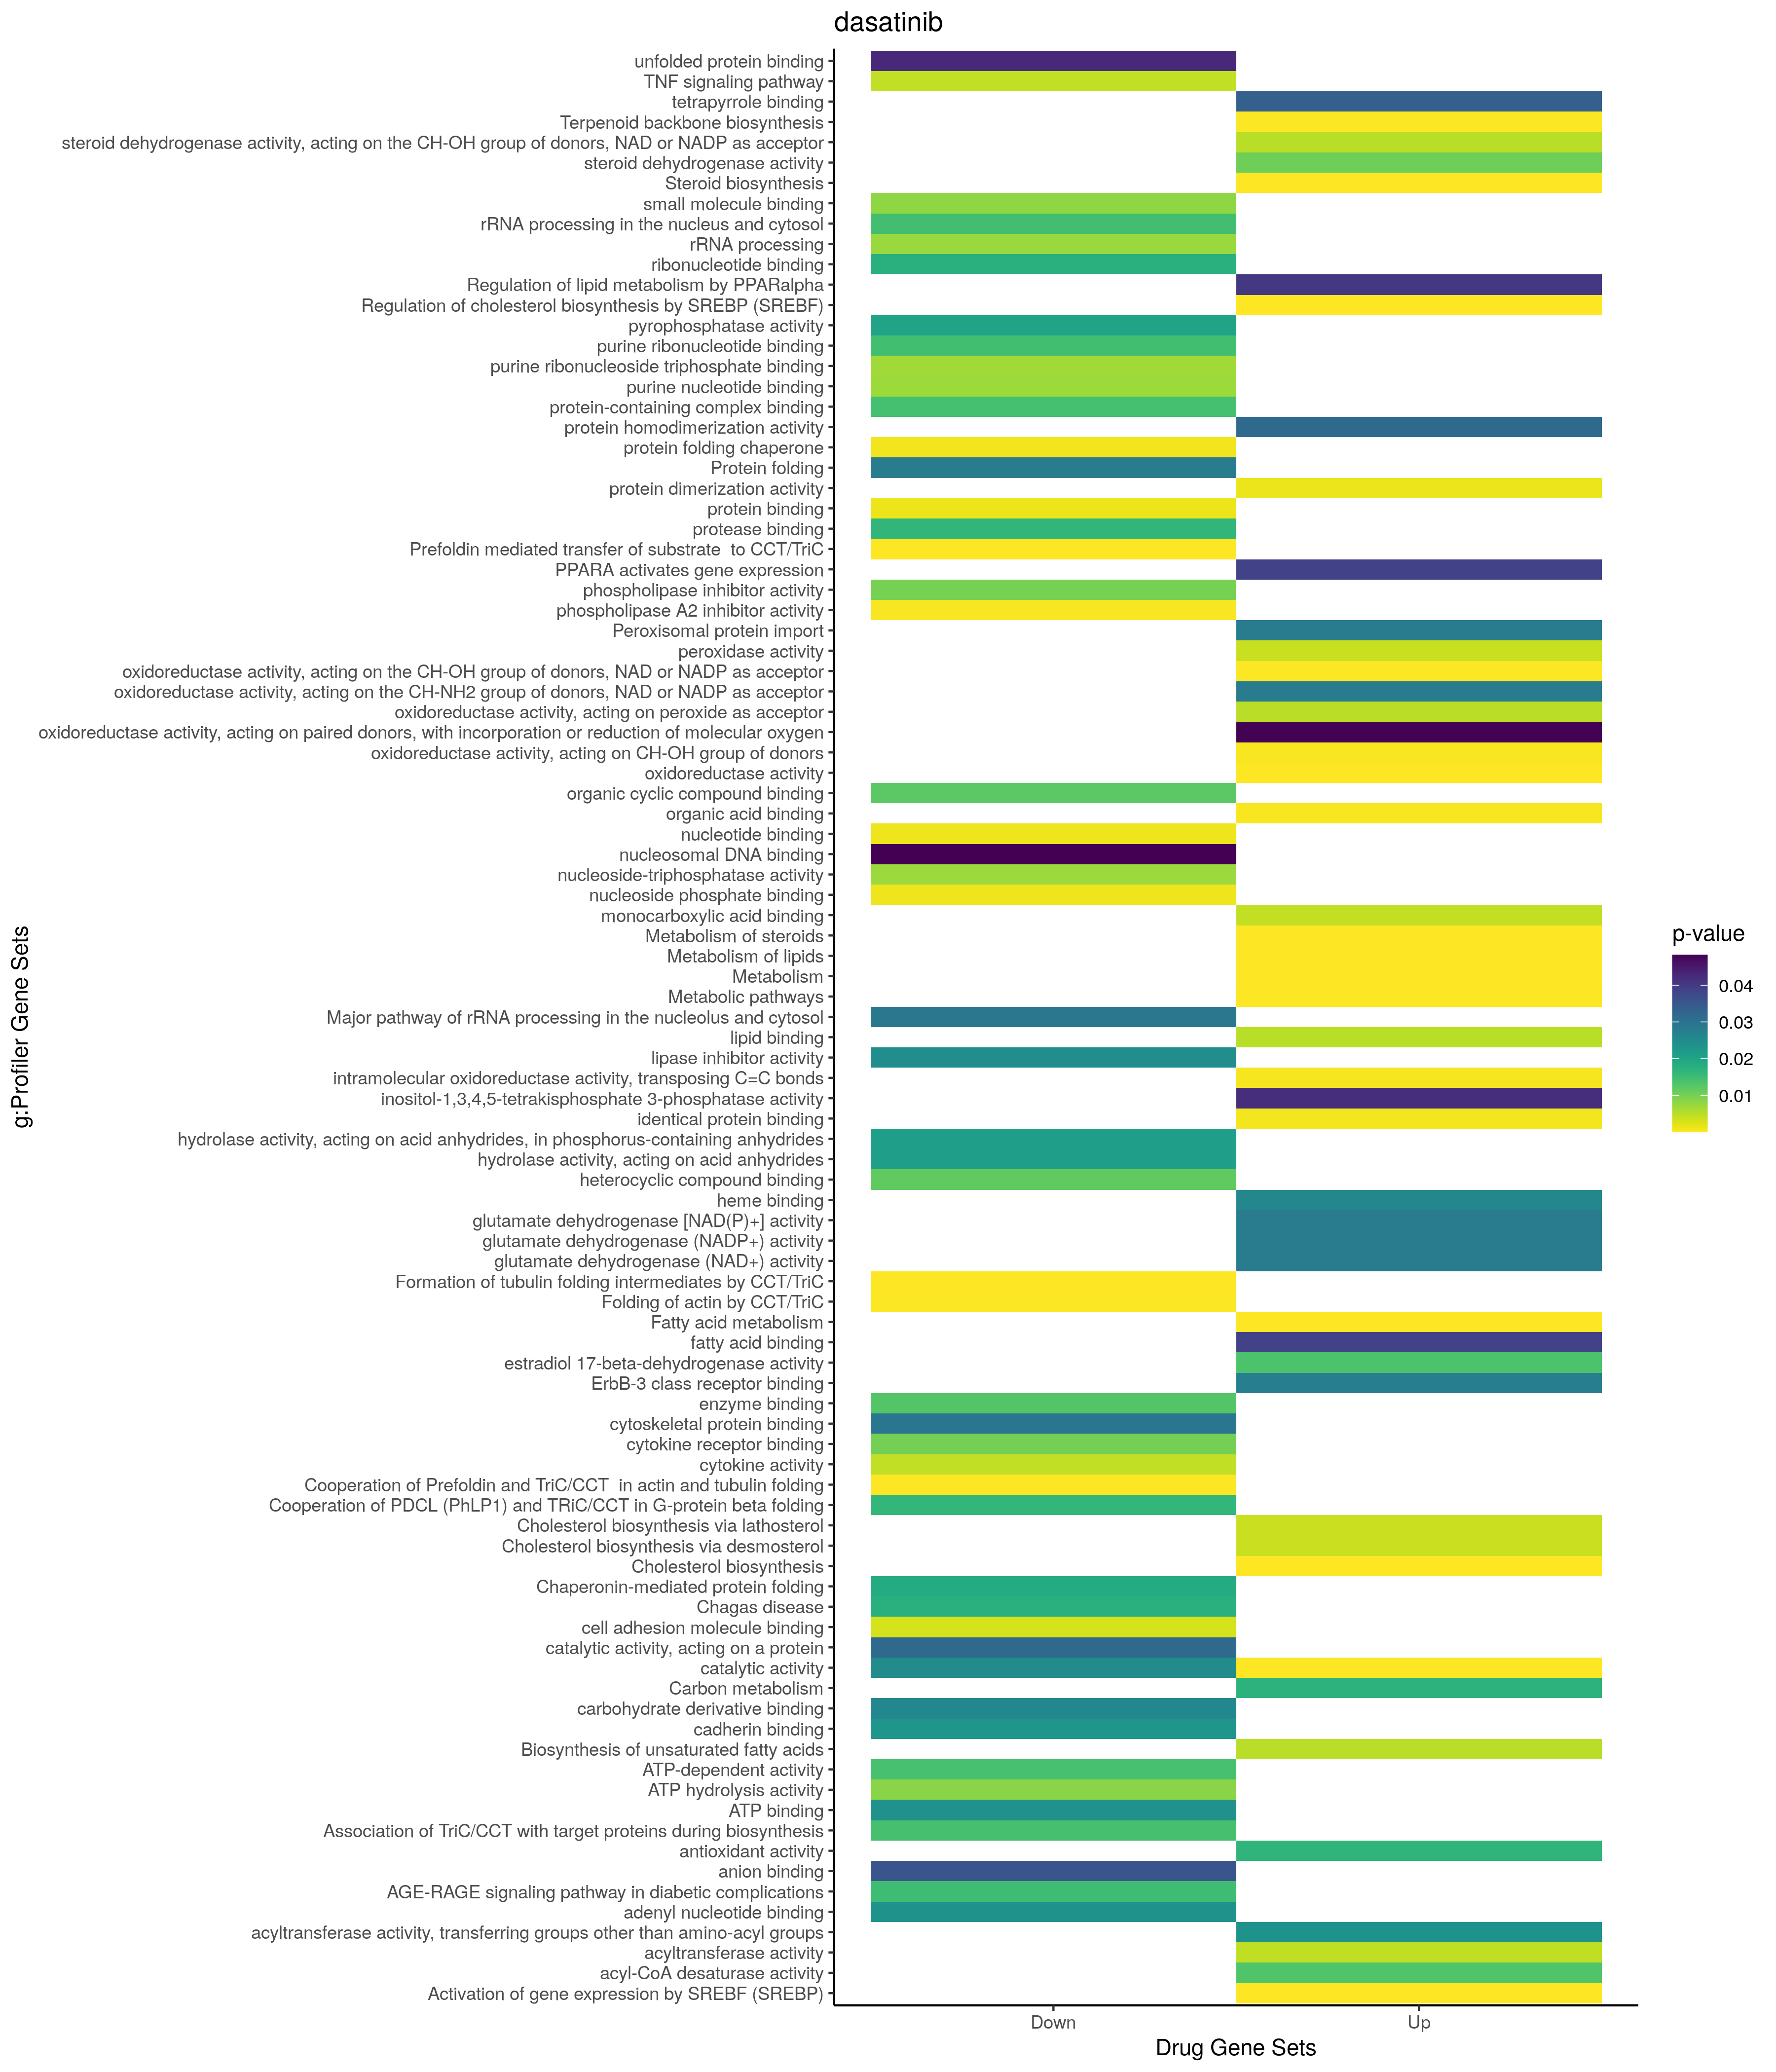 dasatinib
unfolded protein binding
TNF signaling pathway
tetrapyrrole binding
Terpenoid backbone biosynthesis
steroid dehydrogenase activity, acting on the CH-OH group of donors, NAD or NADP as acceptor
steroid dehydrogenase activity
Steroid biosynthesis
small molecule binding
rRNA processing in the nucleus and cytosol
rRNA processing
ribonucleotide binding
Regulation of lipid metabolism by PPARalpha
Regulation of cholesterol biosynthesis by SREBP (SREBF)
pyrophosphatase activity
purine ribonucleotide binding
purine ribonucleoside triphosphate binding
purine nucleotide binding
protein-containing complex binding
protein homodimerization activity
protein folding chaperone
Protein folding
protein dimerization activity
protein binding
protease binding
Prefoldin mediated transfer of substrate  to CCT/TriC
PPARA activates gene expression
phospholipase inhibitor activity
phospholipase A2 inhibitor activity
Peroxisomal protein import
peroxidase activity
oxidoreductase activity, acting on the CH-OH group of donors, NAD or NADP as acceptor
oxidoreductase activity, acting on the CH-NH2 group of donors, NAD or NADP as acceptor
oxidoreductase activity, acting on peroxide as acceptor
oxidoreductase activity, acting on paired donors, with incorporation or reduction of molecular oxygen
oxidoreductase activity, acting on CH-OH group of donors
oxidoreductase activity
organic cyclic compound binding
organic acid binding
nucleotide binding
nucleosomal DNA binding
nucleoside-triphosphatase activity
nucleoside phosphate binding
monocarboxylic acid binding
Metabolism of steroids
Metabolism of lipids
Metabolism
Metabolic pathways
Major pathway of rRNA processing in the nucleolus and cytosol
lipid binding
lipase inhibitor activity
intramolecular oxidoreductase activity, transposing C=C bonds
inositol-1,3,4,5-tetrakisphosphate 3-phosphatase activity
identical protein binding
hydrolase activity, acting on acid anhydrides, in phosphorus-containing anhydrides
hydrolase activity, acting on acid anhydrides
heterocyclic compound binding
heme binding
glutamate dehydrogenase [NAD(P)+] activity
glutamate dehydrogenase (NADP+) activity
glutamate dehydrogenase (NAD+) activity
Formation of tubulin folding intermediates by CCT/TriC
Folding of actin by CCT/TriC
Fatty acid metabolism
fatty acid binding
estradiol 17-beta-dehydrogenase activity
ErbB-3 class receptor binding
enzyme binding
cytoskeletal protein binding
cytokine receptor binding
cytokine activity
Cooperation of Prefoldin and TriC/CCT  in actin and tubulin folding
Cooperation of PDCL (PhLP1) and TRiC/CCT in G-protein beta folding
Cholesterol biosynthesis via lathosterol
Cholesterol biosynthesis via desmosterol
Cholesterol biosynthesis
Chaperonin-mediated protein folding
Chagas disease
cell adhesion molecule binding
catalytic activity, acting on a protein
catalytic activity
Carbon metabolism
carbohydrate derivative binding
cadherin binding
Biosynthesis of unsaturated fatty acids
ATP-dependent activity
ATP hydrolysis activity
ATP binding
Association of TriC/CCT with target proteins during biosynthesis
antioxidant activity
anion binding
AGE-RAGE signaling pathway in diabetic complications
adenyl nucleotide binding
acyltransferase activity, transferring groups other than amino-acyl groups
acyltransferase activity
acyl-CoA desaturase activity
Activation of gene expression by SREBF (SREBP)
g:Profiler Gene Sets
Down
Up
Drug Gene Sets
p-value
0.04
0.03
0.02
0.01